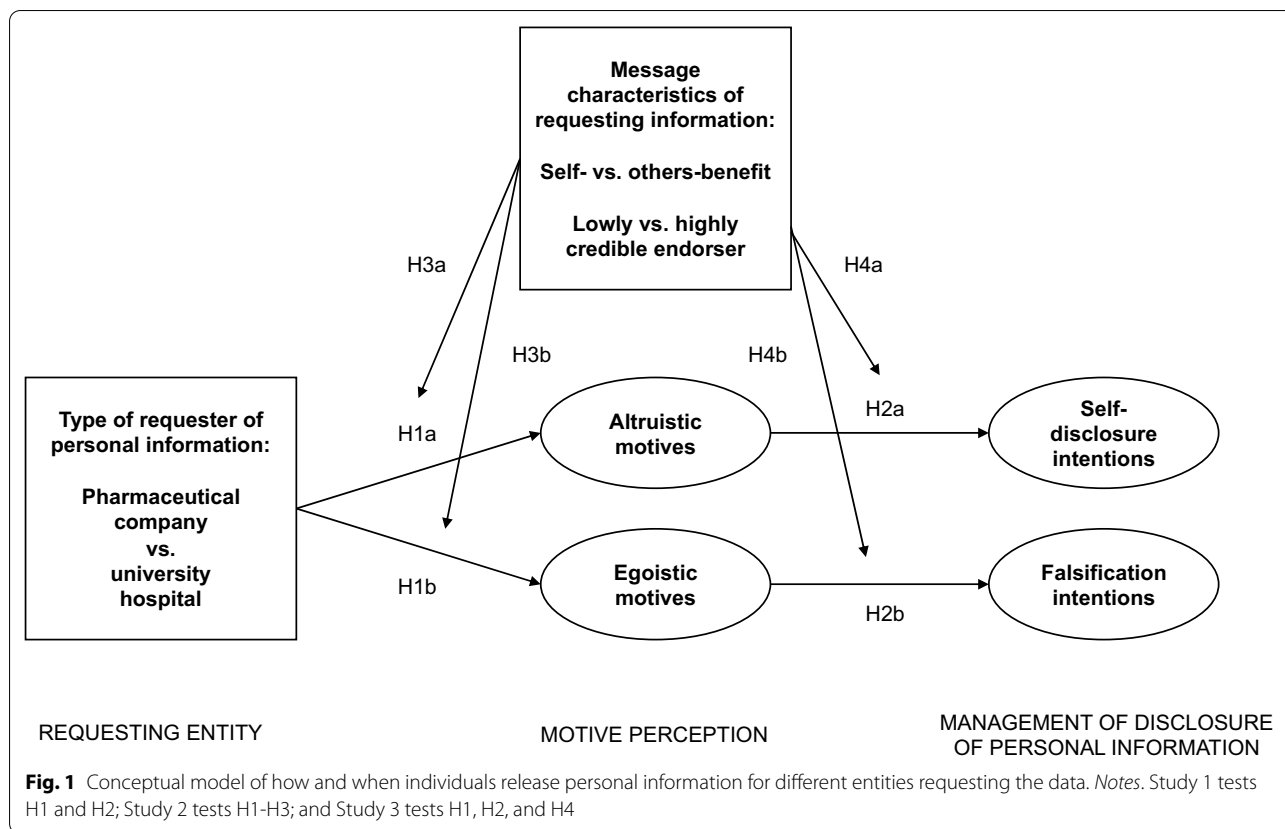 Message
characteristics of
requesting information:
Self- vs. others-benefit
Lowly vs. highly
credible endorser
H3a
H4a
H3b
H4b
Type of requester of
personal information:
Pharmaceutical
company
vs.
university
hospital
H1a
Altruistic
motives
H2a
Self-
disclosure
intentions
H1b
Egoistic
motives
H2b
Falsification
intentions
REQUESTING ENTITY
MOTIVE PERCEPTION
MANAGEMENT OF DISCLOSURE
OF PERSONAL INFORMATION
Fig. 1 Conceptual model of how and when individuals release personal information for different entities requesting the data. Notes. Study 1 tests
H1 and H2; Study 2 tests H1-H3; and Study 3 tests H1, H2, and H4